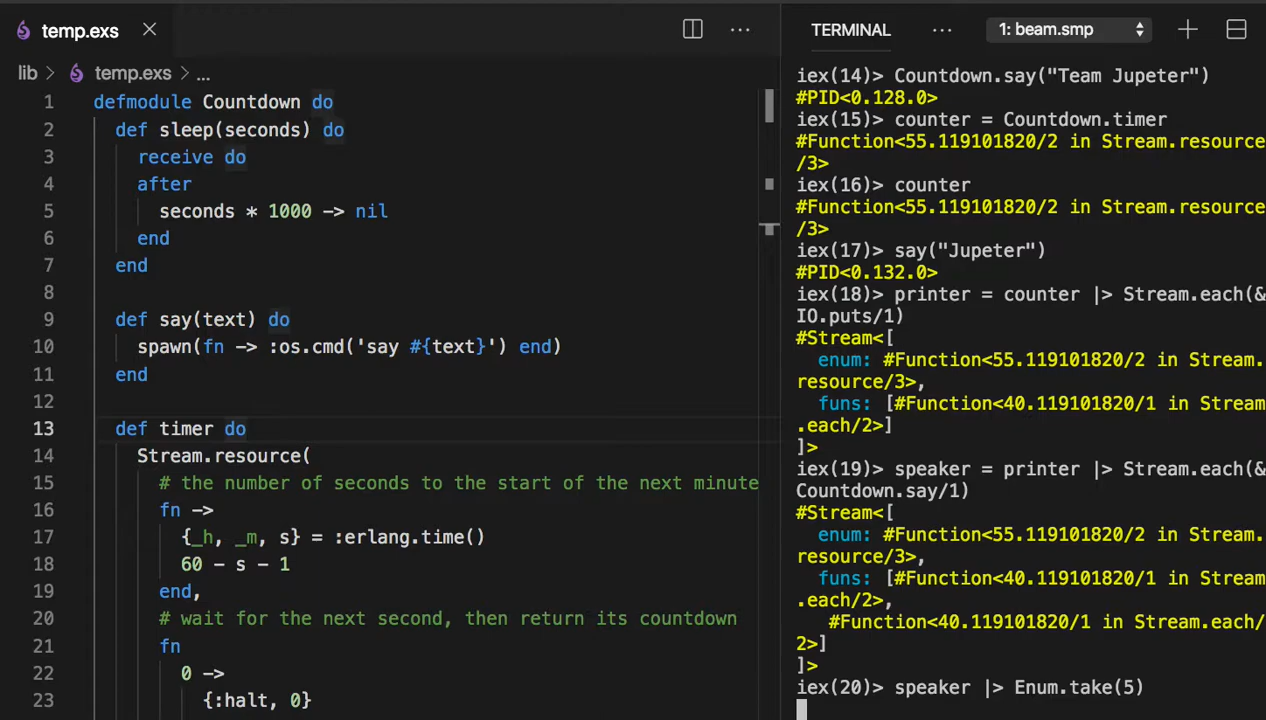 temp.exs
lib > temp.exs > ...
1 defmodule Countdown do
2 def sleep(seconds) do
3 receive do
4 after
5 seconds * 1000 -> nil
6 end
7 end
8
9 def say(text) do
10 spawn(fn -> :os.cmd('say #{text}') end)
11 end
12
13 def timer do
14 Stream.resource(
15 # the number of seconds to the start of the next minute
16 fn ->
17 {_h, _m, s} = :erlang.time()
18 60 - s - 1
19 end,
20 # wait for the next second, then return its countdown
21 fn
22 0 ->
23 {:halt, 0}
TERMINAL ... 1: beam.smp
iex(14)> Countdown.say("Team Jupeter")
#PID<0.128.0>
iex(15)> counter = Countdown.timer
#Function<55.119101820/2 in Stream.resource
/3>
iex(16)> counter
#Function<55.119101820/2 in Stream.resource
/3>
iex(17)> say("Jupeter")
#PID<0.132.0>
iex(18)> printer = counter |> Stream.each(&
IO.puts/1)
#Stream<[
enum: #Function<55.119101820/2 in Stream.
resource/3>,
funs: [#Function<40.119101820/1 in Stream
.each/2>]
]>
iex(19)> speaker = printer |> Stream.each(&
Countdown.say/1)
#Stream<[
enum: #Function<55.119101820/2 in Stream.
resource/3>,
funs: [#Function<40.119101820/1 in Stream
.each/2>,
#Function<40.119101820/1 in Stream.each/
2>]
]>
iex(20)> speaker |> Enum.take(5)